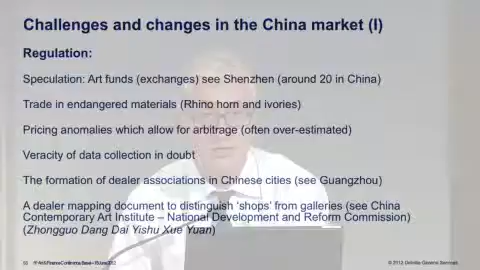 Challenges and changes in the China market (I)
Regulation:
Speculation: Art funds (exchanges) see Shenzhen (around 20 in China)
Trade in endangered materials (Rhino horn and ivories)
Pricing anomalies which allow for arbitrage (often over-estimated)
Veracity of data collection in doubt
The formation of dealer associations in Chinese cities (see Guangzhou)
A dealer mapping document to distinguish ‘shops’ from galleries (see China
Contemporary Art Institute – National Development and Reform Commission)
(Zhongguo Dang Dai Yishu Xue Yuan)
Art & Finance Conference Basel –
© 2012 Deloitte General Services